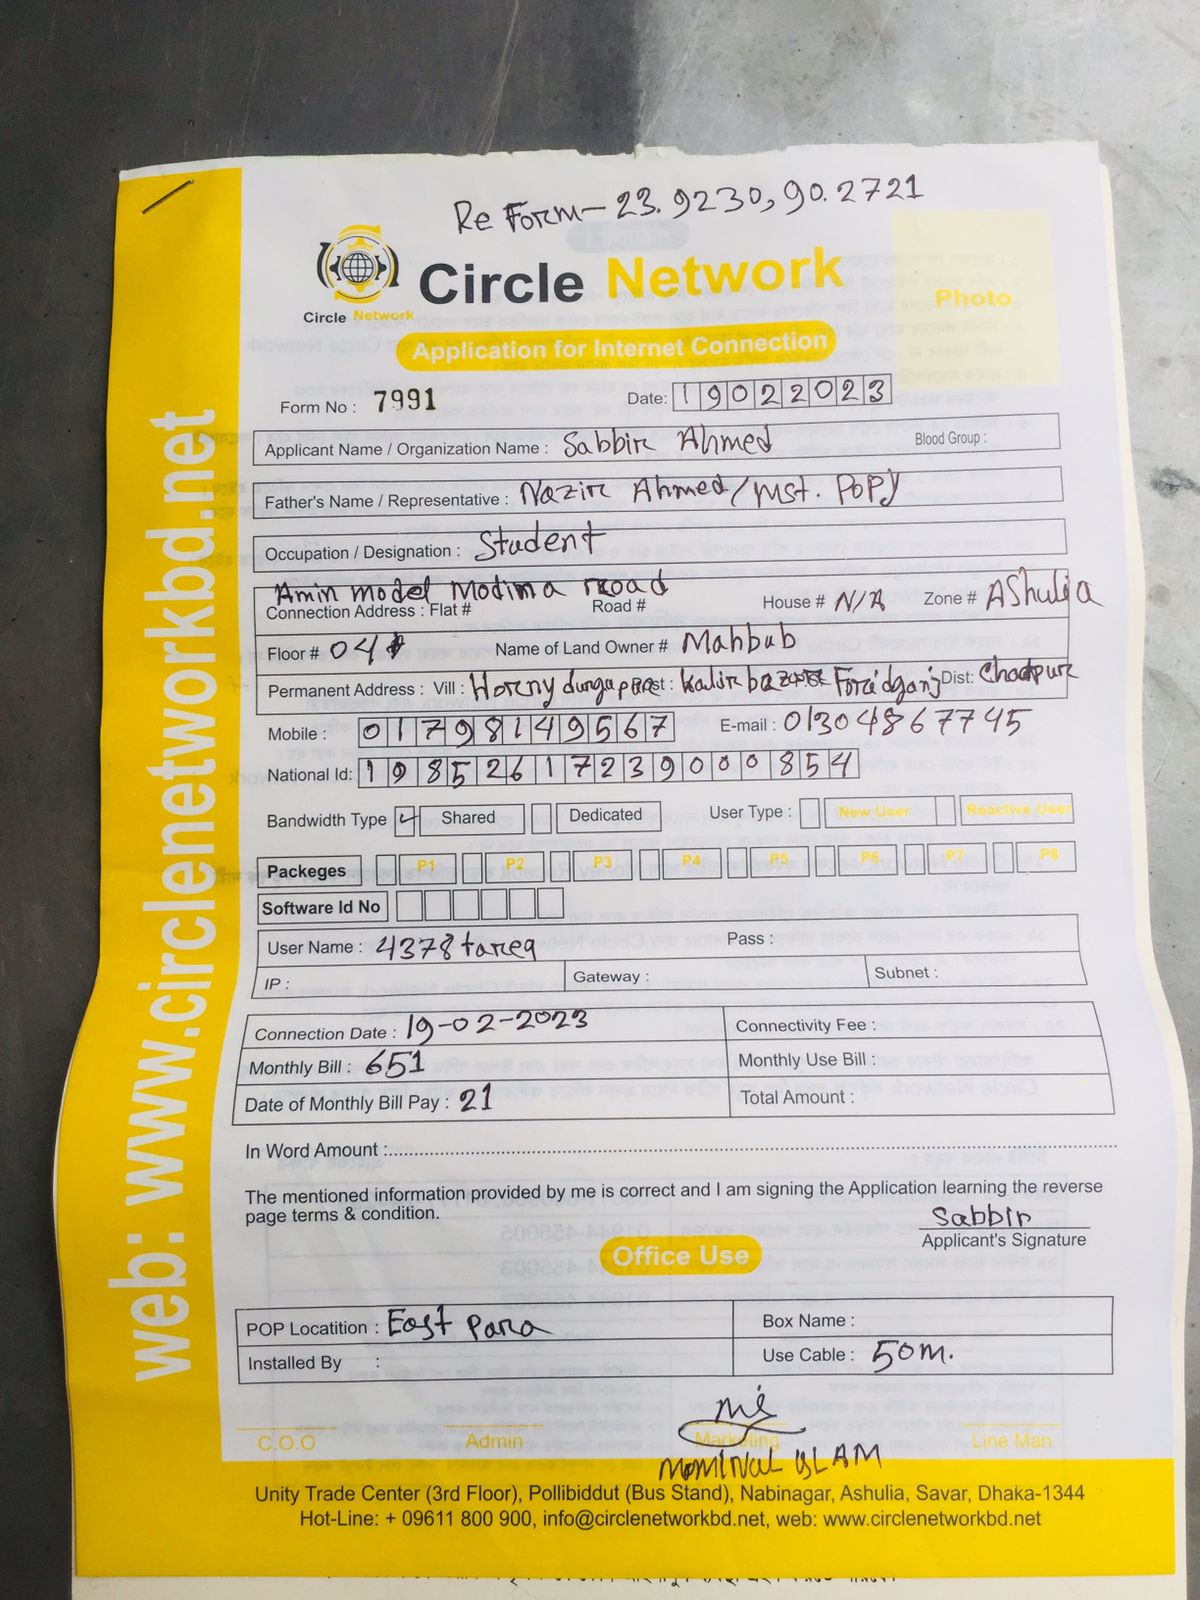 Re Form - 23.9230, 90.2721
Circle Network
Circle Network
Photo
Application for Internet Connection
Form No : 7991 Date: 19022023
Applicant Name / Organization Name : Sabbir Ahmed Blood Group :
Father's Name / Representative : Nazir Ahmed / Mst. Popy
Occupation / Designation : Student
Amin model Madina road
Connection Address : Flat # Road # House # N/A Zone # Ashulia
Floor # 04 Name of Land Owner # Mahbub
Permanent Address : Vill : Horny durgapur Post : Kalir bazar Foridganj Dist: Chadpur
Mobile : 01798149567 E-mail : 01304867745
National Id: 19852617239000854
Bandwidth Type ✓ Shared Dedicated User Type : New User Reactive User
Packeges P1 P2 P3 P4 P5 P6 P7 P8
Software Id No
User Name : 4378tareq Pass :
IP : Gateway : Subnet :
Connection Date : 19-02-2023 Connectivity Fee :
Monthly Bill : 651 Monthly Use Bill :
Date of Monthly Bill Pay : 21 Total Amount :
In Word Amount :
The mentioned information provided by me is correct and I am signing the Application learning the reverse
page terms & condition.
Sabbir
Applicant's Signature
Office Use
POP Locatition : East Para Box Name :
Installed By : Use Cable : 50m.
C.O.O Admin Marketing Line Man
MOMINUL ISLAM
Unity Trade Center (3rd Floor), Pollibiddut (Bus Stand), Nabinagar, Ashulia, Savar, Dhaka-1344
Hot-Line: + 09611 800 900, info@circlenetworkbd.net, web: www.circlenetworkbd.net
web: www.circlenetworkbd.net